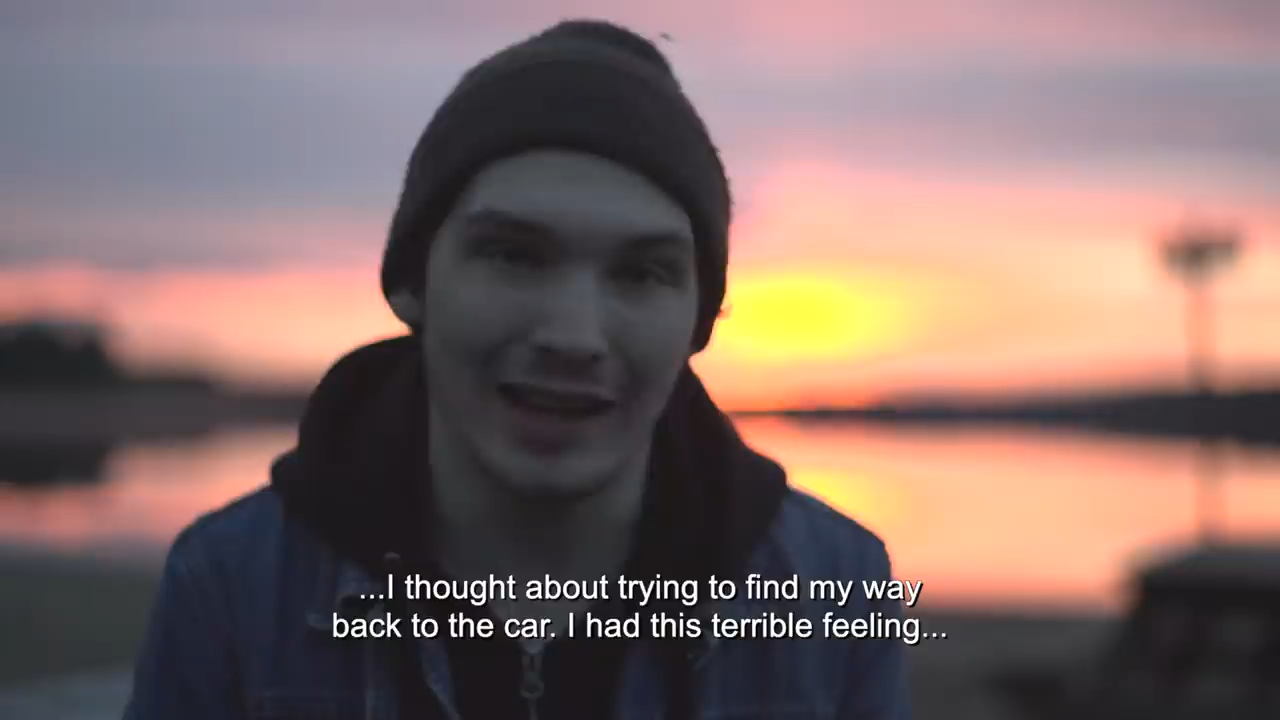 ...I thought about trying to find my way
back to the car. I had this terrible feeling...